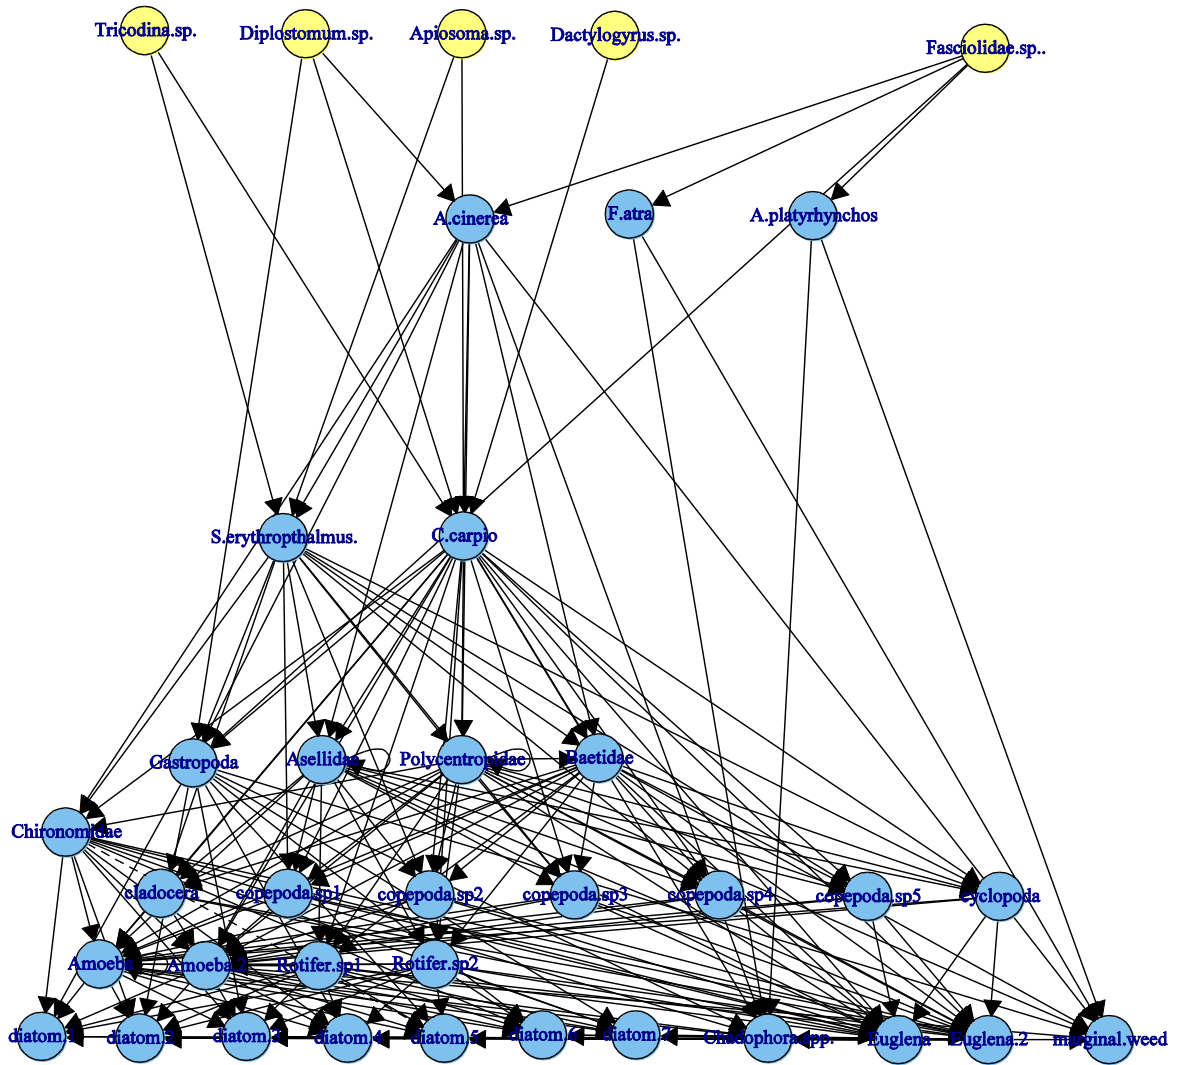 Tricodina.sp.
Diplostomum.sp.
Apiosoma.sp.
Dactylogyrus.sp.
Fasciolidae.sp..
A.cinerea
F.atra
A.platyrhynchos
S.erythropthalmus.
C.carpio
Gastropoda
Asellidae
Polycentropidae
Baetidae
Chironomidae
cladocera
copepoda.sp1
copepoda.sp2
copepoda.sp3
copepoda.sp4
copepoda.sp5
cyclopoda
Amoeba
Amoeba.2
Rotifer.sp1
Rotifer.sp2
diatom.1
diatom.2
diatom.3
diatom.4
diatom.5
diatom.6
diatom.7
Chadophora.spp.
Euglena
Euglena.2
marginal.weed